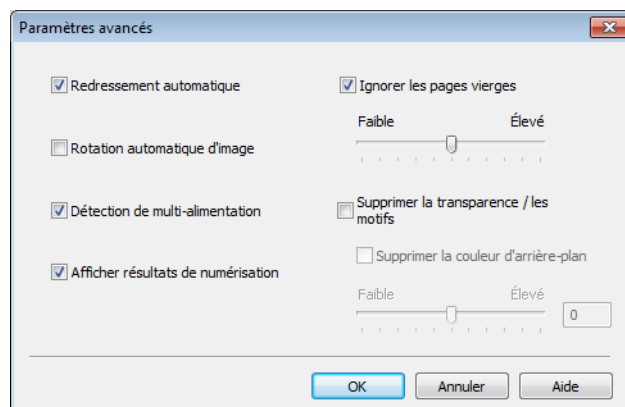 Paramètres avancés
Redressement automatique
Rotation automatique d'image
Détection de multi-alimentation
Afficher résultats de numérisation
Ignorer les pages vierges
Faible Élevé
Supprimer la transparence / les
motifs
Supprimer la couleur d'arrière-plan
Faible Élevé
0
OK Annuler Aide